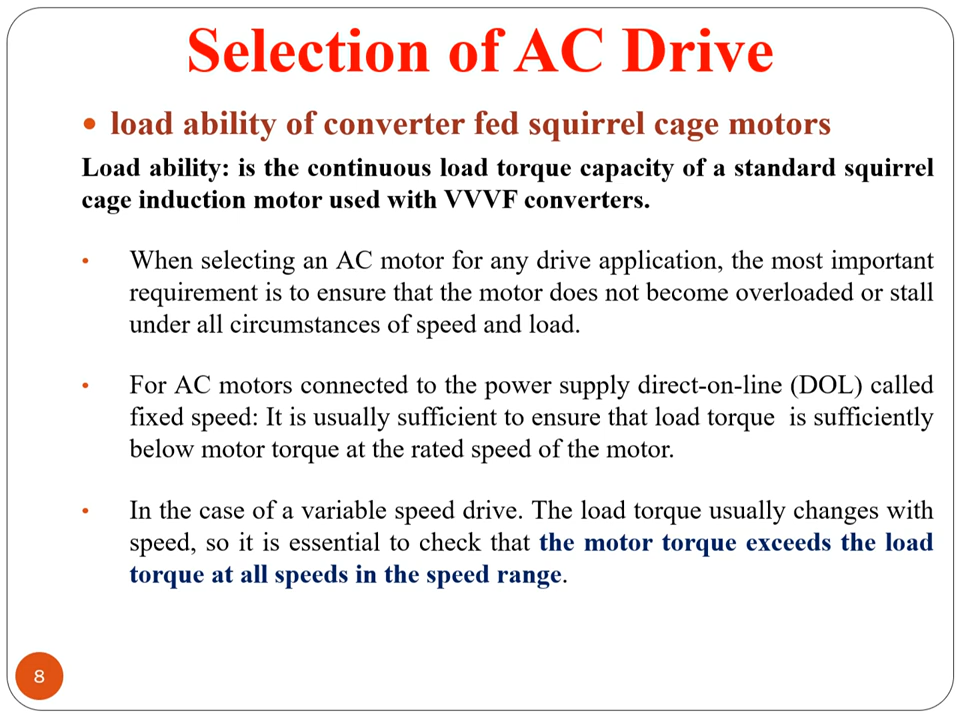 Selection of AC Drive
• load ability of converter fed squirrel cage motors
Load ability: is the continuous load torque capacity of a standard squirrel
cage induction motor used with VVVF converters.
• When selecting an AC motor for any drive application, the most important
requirement is to ensure that the motor does not become overloaded or stall
under all circumstances of speed and load.
• For AC motors connected to the power supply direct-on-line (DOL) called
fixed speed: It is usually sufficient to ensure that load torque is sufficiently
below motor torque at the rated speed of the motor.
• In the case of a variable speed drive. The load torque usually changes with
speed, so it is essential to check that the motor torque exceeds the load
torque at all speeds in the speed range.
8